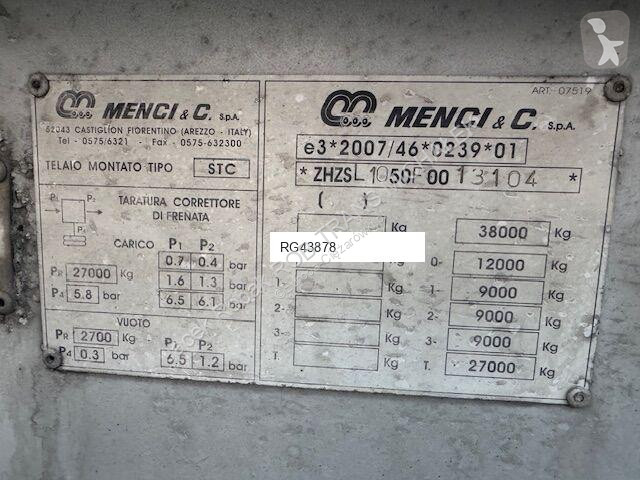 MENCI & C. S.p.A.
52043 CASTIGLION FIORENTINO (AREZZO - ITALY)
Tel - 0575/6321 - Fax - 0575-632300
TELAIO MONTATO TIPO STC
P₁ P₂
TARATURA CORRETTORE
DI FRENATA
CARICO P₁ P₂
0.7 0.4 bar
PR 27000 Kg 1.6 1.3 bar
P₄ 5.8 bar 6.5 6.1 bar
VUOTO
PR 2700 Kg P₁ P₂
P₄ 0.3 bar 6.5 1.2 bar
ART. 07519
MENCI & C. S.p.A.
e3*2007/46*0239*01
*ZHZSL1050F0013104*
( )
Kg 38000 Kg
RG43878 0- 12000 Kg
1- Kg 1- 9000 Kg
2- Kg 2- 9000 Kg
3- Kg 3- 9000 Kg
T. Kg T. 27000 Kg